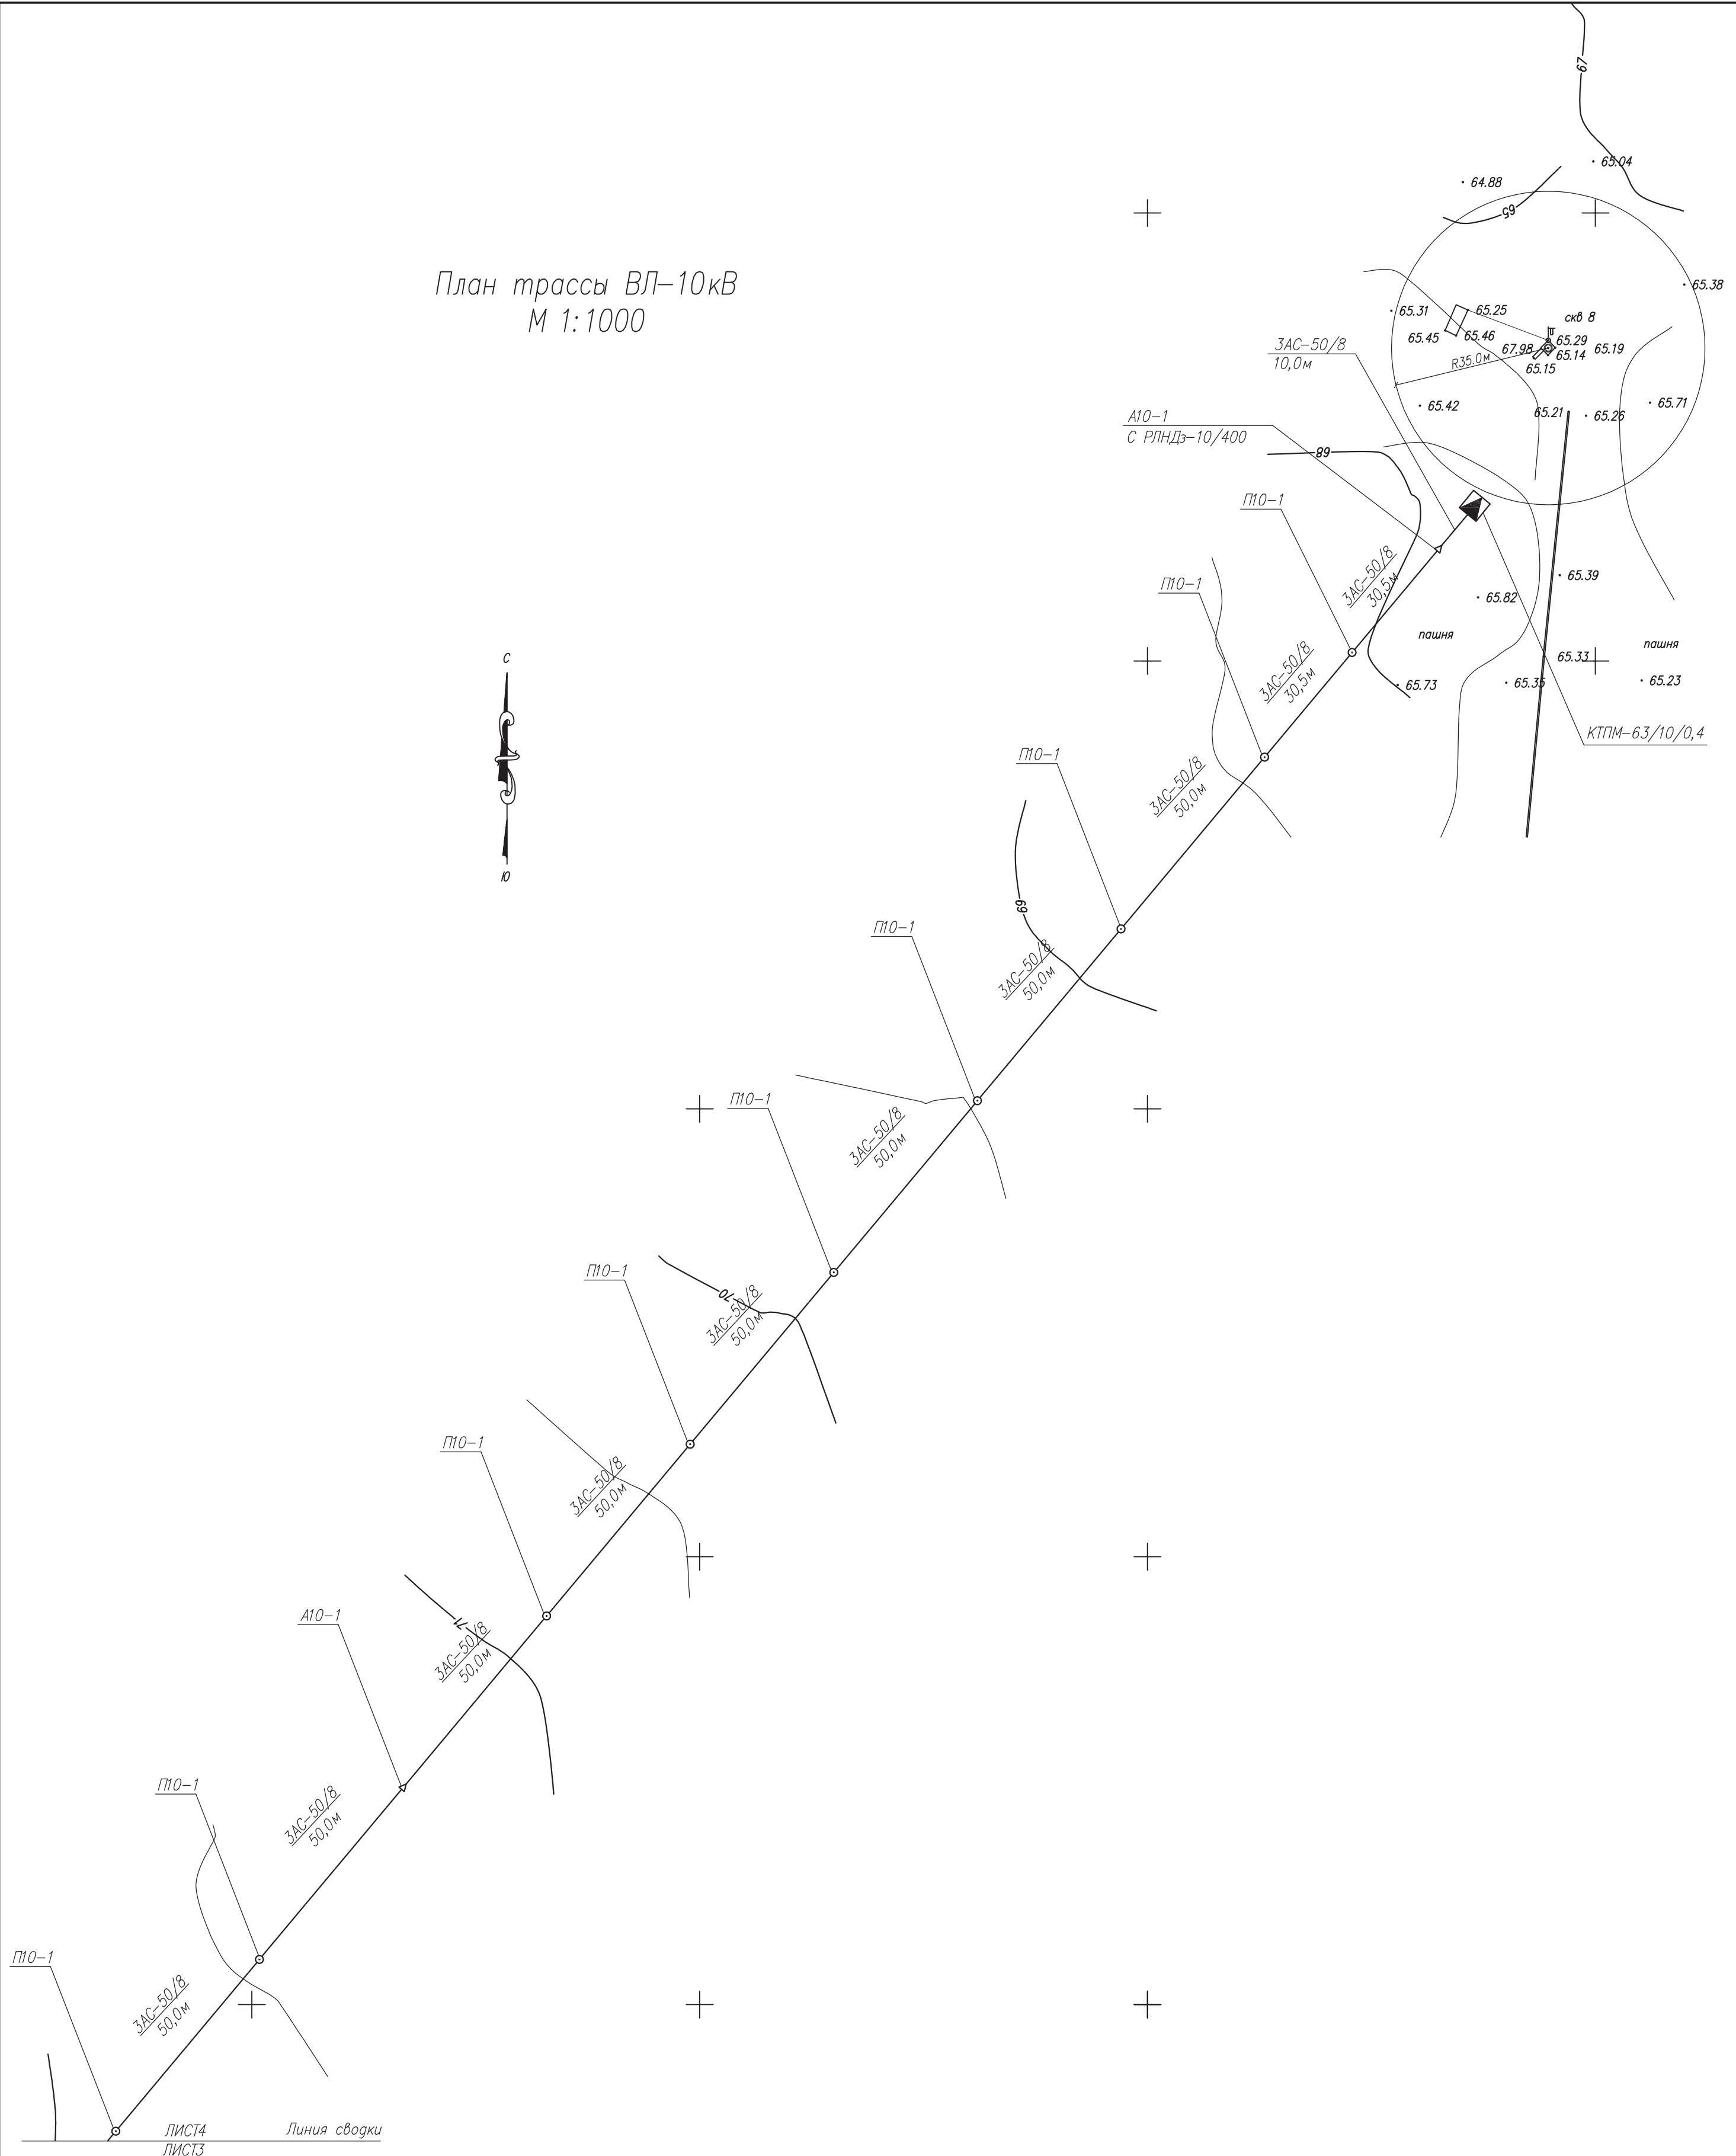 67
65.04
64.88
65
План трассы ВЛ-10кВ
М 1:1000
65.38
65.31
65.25
скв 8
65.45
65.46
67.98
65.29
65.14
65.19
65.15
R35.0м
3АС-50/8
10,0м
65.42
65.21
65.26
65.71
А10-1
С РЛНДз-10/400
68
П10-1
3АС-50/8
30,5м
65.39
65.82
П10-1
пашня
пашня
65.33
65.73
65.35
65.23
3АС-50/8
30,5м
С
Ю
КТПМ-63/10/0,4
П10-1
3АС-50/8
50,0м
69
П10-1
3АС-50/8
50,0м
П10-1
3АС-50/8
50,0м
П10-1
70
3АС-50/8
50,0м
П10-1
3АС-50/8
50,0м
А10-1
71
3АС-50/8
50,0м
П10-1
3АС-50/8
50,0м
П10-1
3АС-50/8
50,0м
ЛИСТ4
Линия сводки
ЛИСТ3